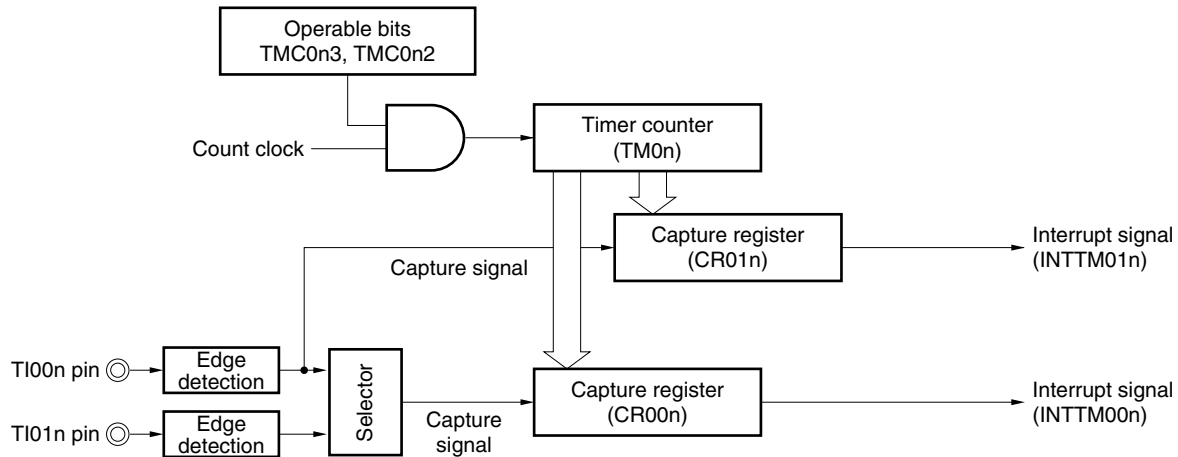 Operable bits
TMC0n3, TMC0n2
Count clock
Timer counter
(TM0n)
Capture register
(CR01n)
Interrupt signal
(INTTM01n)
Capture signal
TI00n pin
Edge
detection
Selector
Capture register
(CR00n)
Interrupt signal
(INTTM00n)
TI01n pin
Edge
detection
Capture
signal